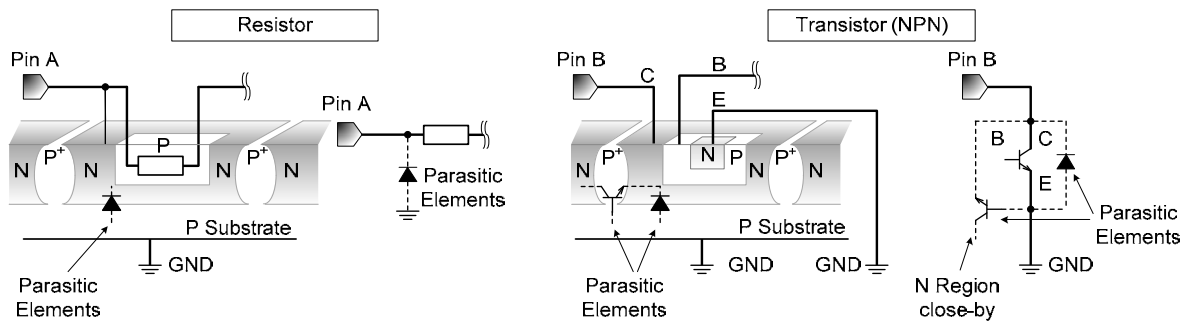 Resistor
Transistor (NPN)
Pin A
Pin B
C
B
E
Pin B
Pin A
N
P+
N
P
P+
N
N
Parasitic
Elements
P Substrate
GND
Parasitic
Elements
N
P+
N
N
P
P+
N
P Substrate
GND
GND
Parasitic
Elements
B
C
E
Parasitic
Elements
GND
N Region
close-by